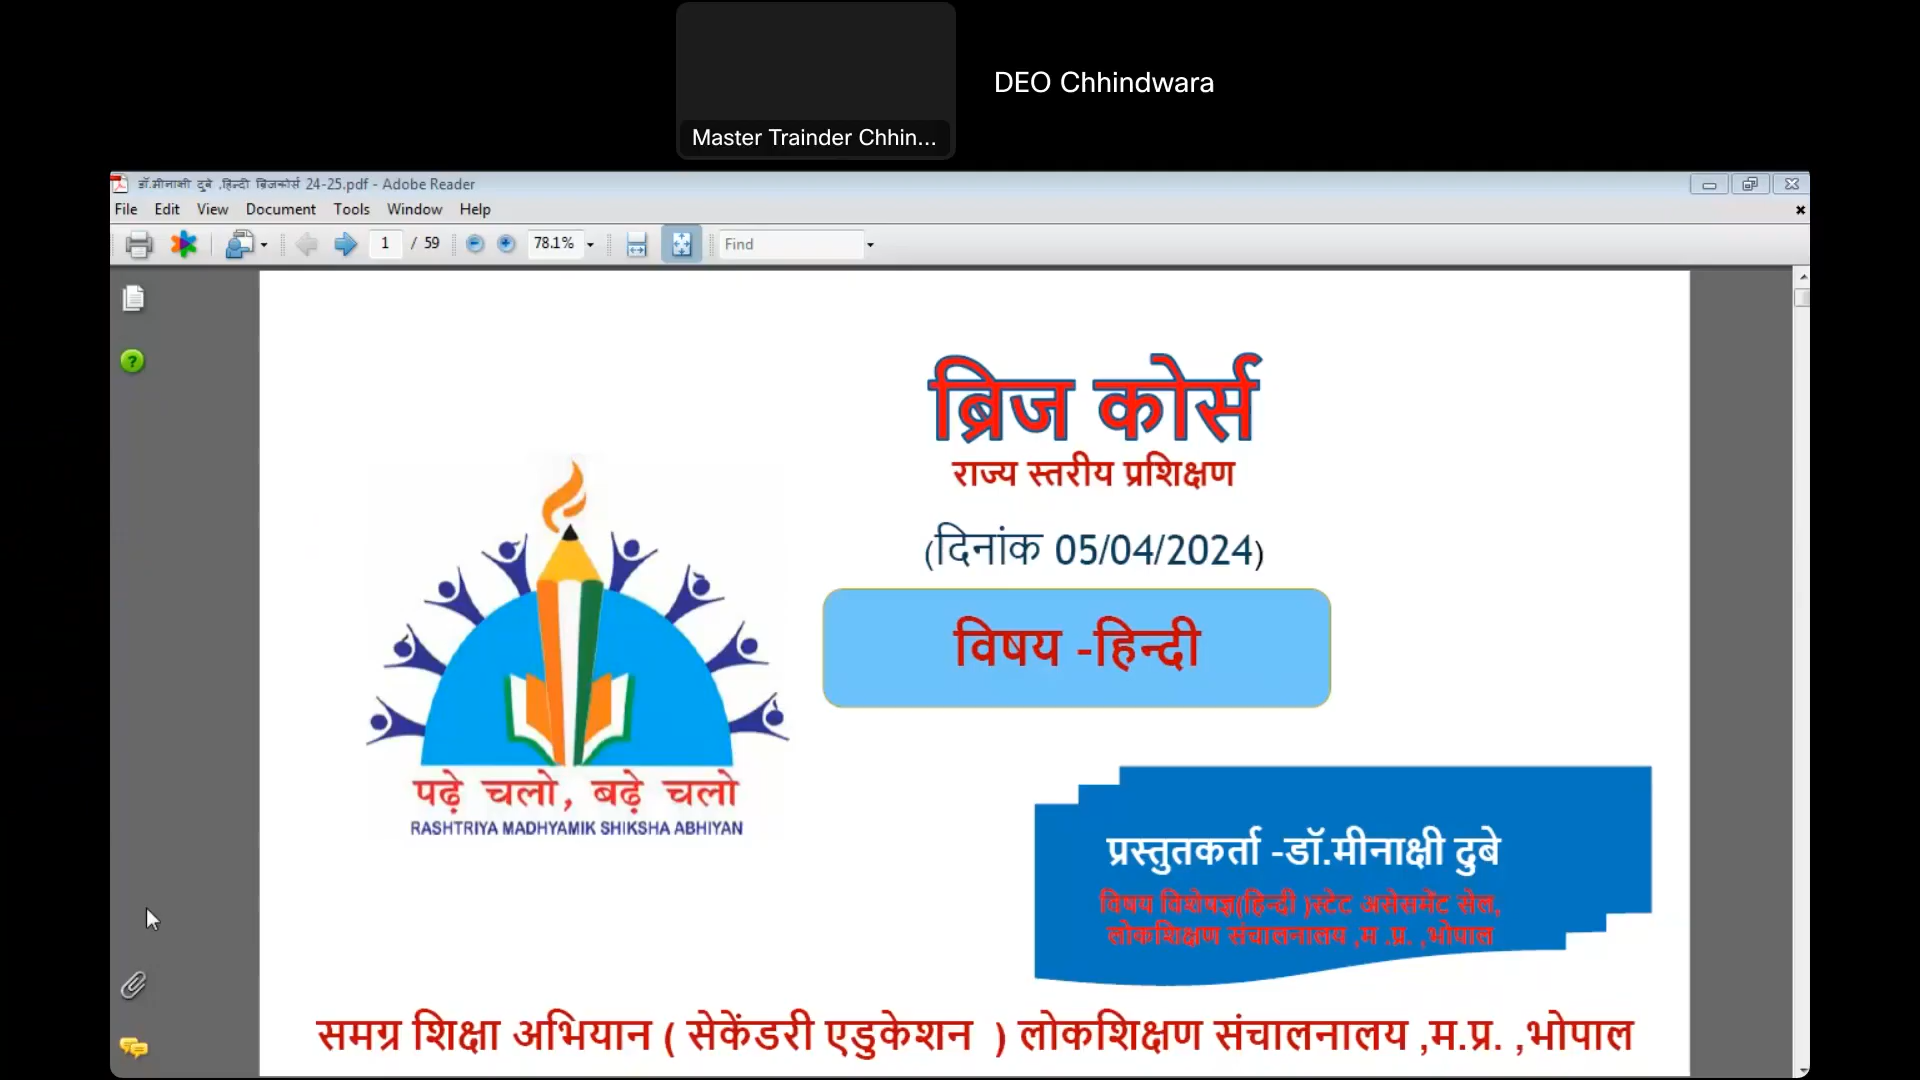 DEO Chhindwara
Master Trainder Chhin...
डॉ.मीनाक्षी दुबे ,हिन्दी ब्रिजकोर्स 24-25.pdf - Adobe Reader
File Edit View Document Tools Window Help
1 / 59 78.1% Find
ब्रिज कोर्स
राज्य स्तरीय प्रशिक्षण
(दिनांक 05/04/2024)
विषय -हिन्दी
पढ़े चलो, बढ़े चलो
RASHTRIYA MADHYAMIK SHIKSHA ABHIYAN
प्रस्तुतकर्ता -डॉ.मीनाक्षी दुबे
विषय विशेषज्ञ(हिन्दी )स्टेट असेसमेंट सेल,
लोकशिक्षण संचालनालय ,म .प्र. ,भोपाल
समग्र शिक्षा अभियान ( सेकेंडरी एडुकेशन ) लोकशिक्षण संचालनालय ,म.प्र. ,भोपाल